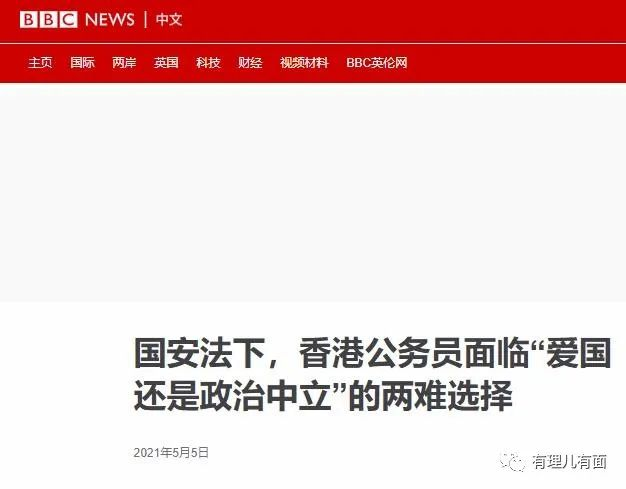 BBC NEWS | 中文
主页 国际 两岸 英国 科技 财经 视频材料 BBC英伦网
国安法下，香港公务员面临“爱国
还是政治中立”的两难选择
2021年5月5日
有理儿有面